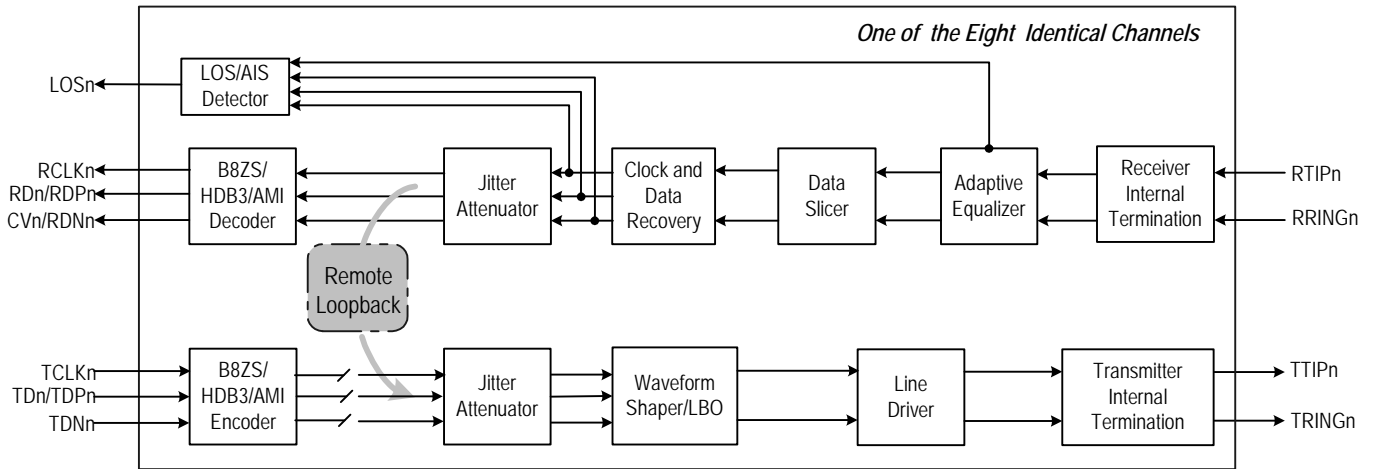 One of the Eight Identical Channels
LOSn
LOS/AIS
Detector
RCLKn
RDn/RDPn
CVn/RDNn
B8ZS/
HDB3/AMI
Decoder
Jitter
Attenuator
Clock and
Data
Recovery
Data
Slicer
Adaptive
Equalizer
Receiver
Internal
Termination
RTIPn
RRINGn
Remote
Loopback
TCLKn
TDn/TDPn
TDNn
B8ZS/
HDB3/AMI
Encoder
Jitter
Attenuator
Waveform
Shaper/LBO
Line
Driver
Transmitter
Internal
Termination
TTIPn
TRINGn